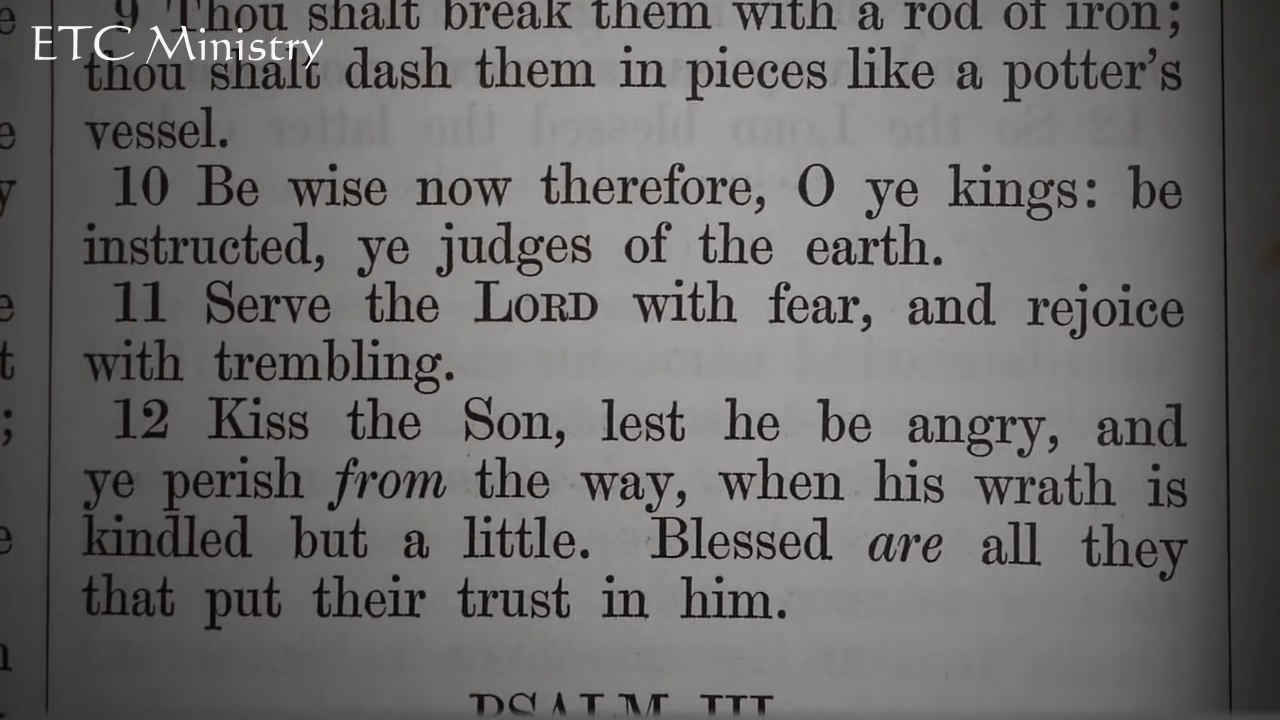 ETC Ministry
9 Thou shalt break them with a rod of iron;
thou shalt dash them in pieces like a potter's
vessel.
10 Be wise now therefore, O ye kings: be
instructed, ye judges of the earth.
11 Serve the LORD with fear, and rejoice
with trembling.
12 Kiss the Son, lest he be angry, and
ye perish from the way, when his wrath is
kindled but a little. Blessed are all they
that put their trust in him.
PSALM III